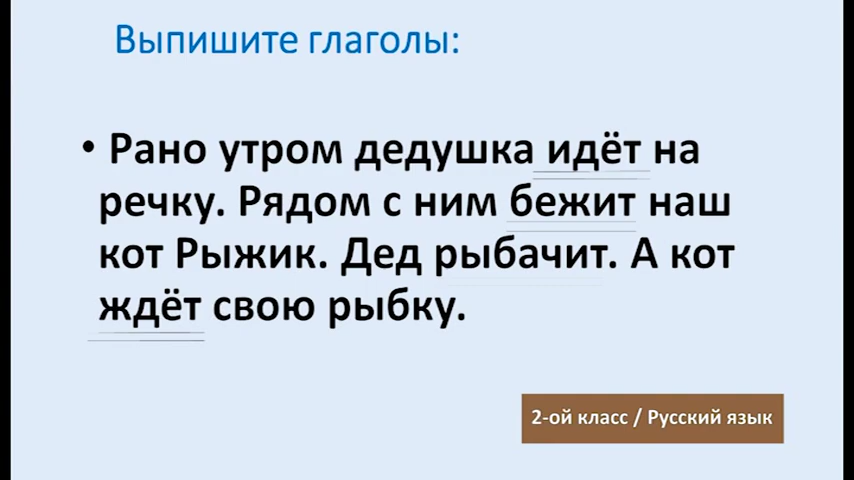 Выпишите глаголы:
• Рано утром дедушка идёт на
речку. Рядом с ним бежит наш
кот Рыжик. Дед рыбачит. А кот
ждёт свою рыбку.
2-ой класс / Русский язык